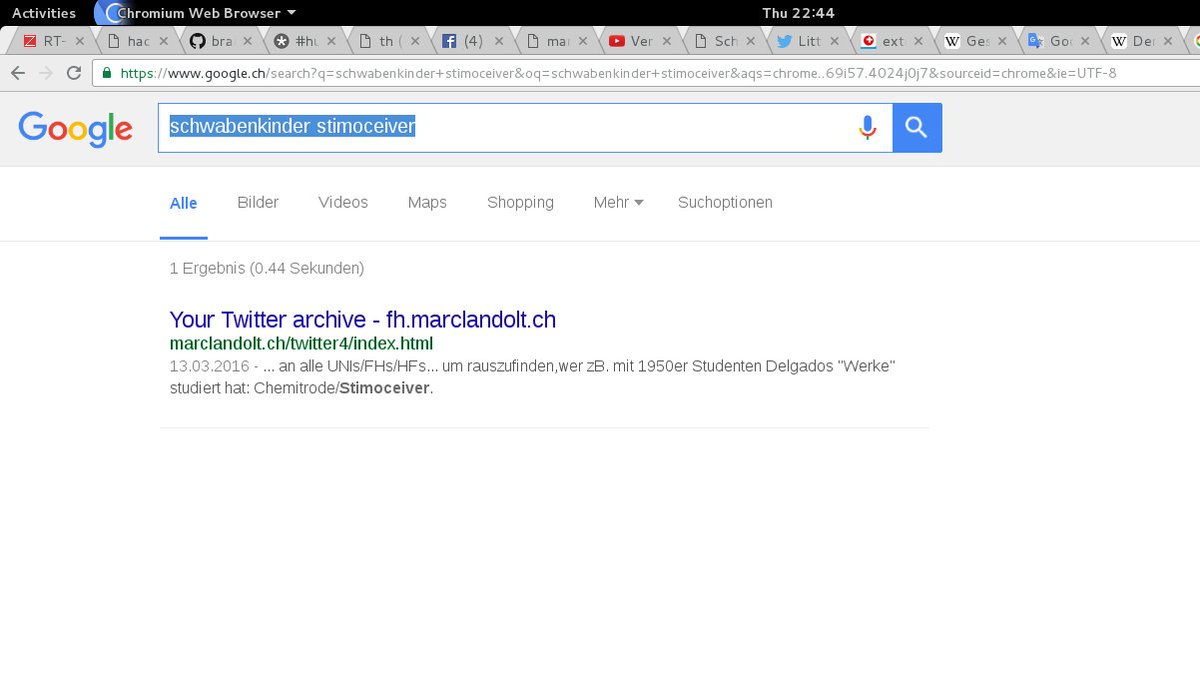 Activities Chromium Web Browser Thu 22:44
RT- hac bra #hu th ( (4) mai Ver Sch Litt ext Ges Goo Der
https://www.google.ch/search?q=schwabenkinder+stimoceiver&oq=schwabenkinder+stimoceiver&aqs=chrome..69i57.4024j0j7&sourceid=chrome&ie=UTF-8
Google schwabenkinder stimoceiver
Alle Bilder Videos Maps Shopping Mehr Suchoptionen
1 Ergebnis (0.44 Sekunden)
Your Twitter archive - fh.marclandolt.ch
marclandolt.ch/twitter4/index.html
13.03.2016 - ... an alle UNIs/FHs/HFs... um rauszufinden,wer zB. mit 1950er Studenten Delgados "Werke"
studiert hat: Chemitrode/Stimoceiver.